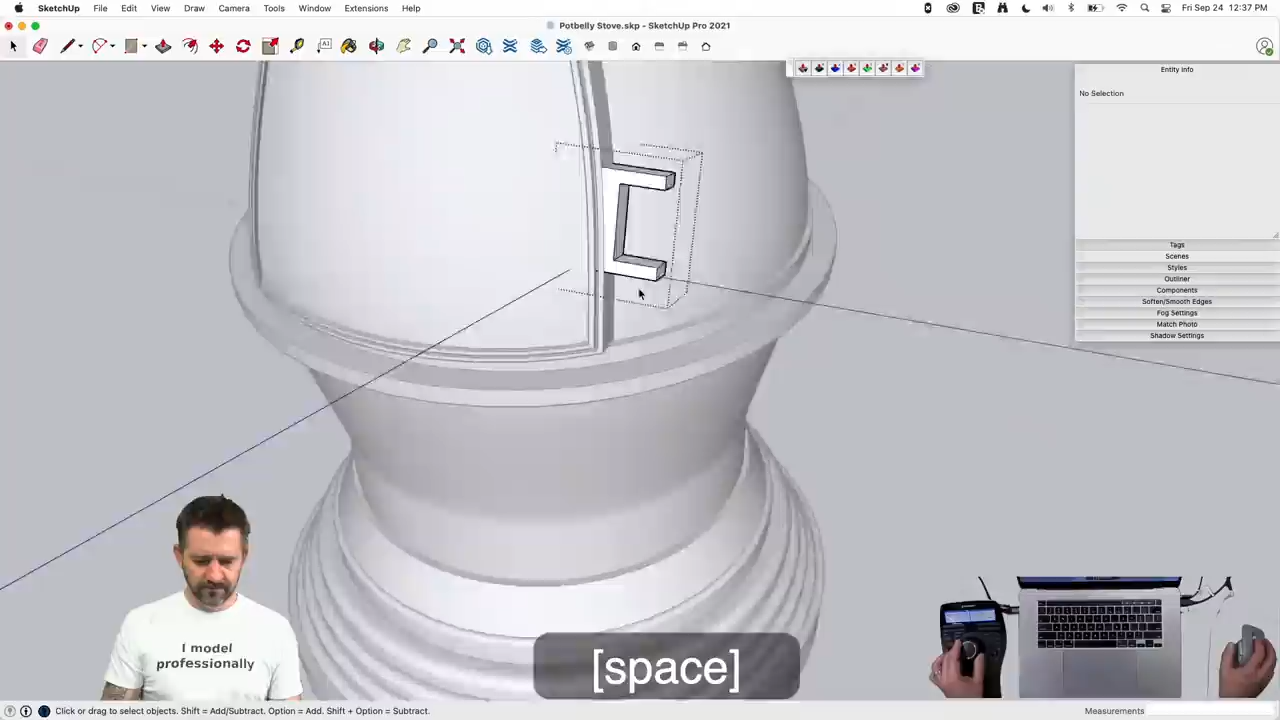 SketchUp File Edit View Draw Camera Tools Window Extensions Help
Fri Sep 24 12:37 PM
Potbelly Stove.skp - SketchUp Pro 2021
Entity Info
No Selection
Tags
Scenes
Styles
Outliner
Components
Soften/Smooth Edges
Fog Settings
Match Photo
Shadow Settings
I model
professionally
[space]
Click or drag to select objects. Shift = Add/Subtract. Option = Add. Shift + Option = Subtract.
Measurements